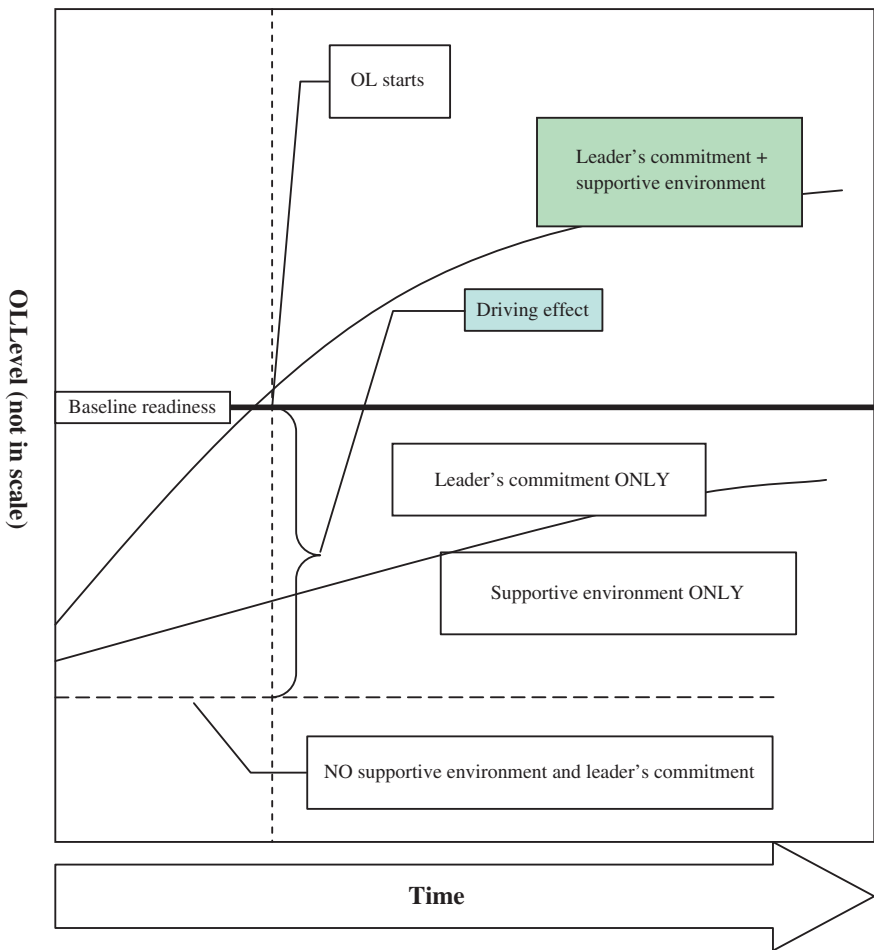 OL starts
Leader’s commitment +
supportive environment
Driving effect
OLLevel (not in scale)
Baseline readiness
Leader’s commitment ONLY
Supportive environment ONLY
NO supportive environment and leader’s commitment
Time